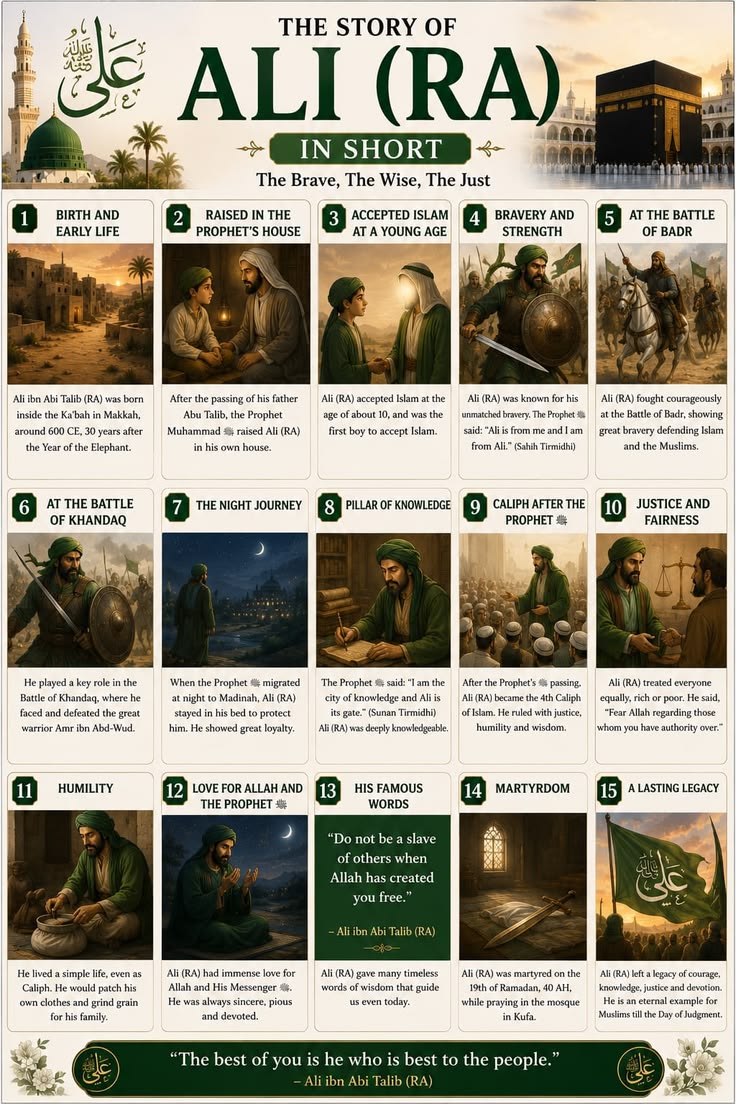 عَلِي
THE STORY OF
ALI (RA)
IN SHORT
The Brave, The Wise, The Just
1
BIRTH AND
EARLY LIFE
Ali ibn Abi Talib (RA) was born
inside the Ka'bah in Makkah,
around 600 CE, 30 years after
the Year of the Elephant.
2
RAISED IN THE
PROPHET'S HOUSE
After the passing of his father
Abu Talib, the Prophet
Muhammad ﷺ raised Ali (RA)
in his own house.
3
ACCEPTED ISLAM
AT A YOUNG AGE
Ali (RA) accepted Islam at the
age of about 10, and was the
first boy to accept Islam.
4
BRAVERY AND
STRENGTH
Ali (RA) was known for his
unmatched bravery. The Prophet ﷺ
said: "Ali is from me and I am
from Ali." (Sahih Tirmidhi)
5
AT THE BATTLE
OF BADR
Ali (RA) fought courageously
at the Battle of Badr, showing
great bravery defending Islam
and the Muslims.
6
AT THE BATTLE
OF KHANDAQ
He played a key role in the
Battle of Khandaq, where he
faced and defeated the great
warrior Amr ibn Abd-Wud.
7
THE NIGHT JOURNEY
When the Prophet ﷺ migrated
at night to Madinah, Ali (RA)
stayed in his bed to protect
him. He showed great loyalty.
8
PILLAR OF KNOWLEDGE
The Prophet ﷺ said: "I am the
city of knowledge and Ali is
its gate." (Sunan Tirmidhi)
Ali (RA) was deeply knowledgeable.
9
CALIPH AFTER THE
PROPHET ﷺ
After the Prophet's ﷺ passing,
Ali (RA) became the 4th Caliph
of Islam. He ruled with justice,
humility and wisdom.
10
JUSTICE AND
FAIRNESS
Ali (RA) treated everyone
equally, rich or poor. He said,
"Fear Allah regarding those
whom you have authority over."
11
HUMILITY
He lived a simple life, even as
Caliph. He would patch his
own clothes and grind grain
for his family.
12
LOVE FOR ALLAH AND
THE PROPHET ﷺ
Ali (RA) had immense love for
Allah and His Messenger ﷺ.
He was always sincere, pious
and devoted.
13
HIS FAMOUS
WORDS
"Do not be a slave
of others when
Allah has created
you free."
– Ali ibn Abi Talib (RA)
Ali (RA) gave many timeless
words of wisdom that guide
us even today.
14
MARTYRDOM
Ali (RA) was martyred on the
19th of Ramadan, 40 AH,
while praying in the mosque
in Kufa.
15
A LASTING LEGACY
علي
Ali (RA) left a legacy of courage,
knowledge, justice and devotion.
He is an eternal example for
Muslims till the Day of Judgment.
علي
"The best of you is he who is best to the people."
– Ali ibn Abi Talib (RA)
علي